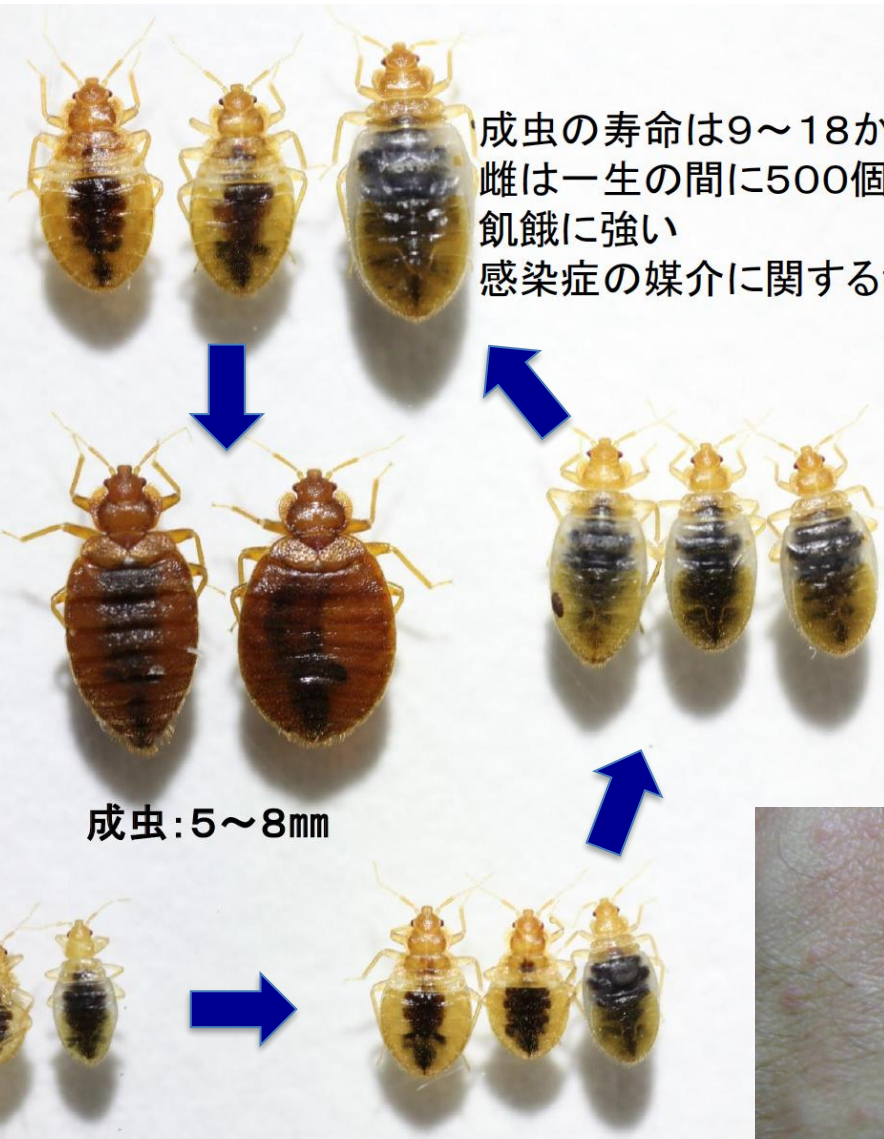 成虫の寿命は9～18か
雌は一生の間に500個
飢餓に強い
感染症の媒介に関する
成虫:5～8㎜